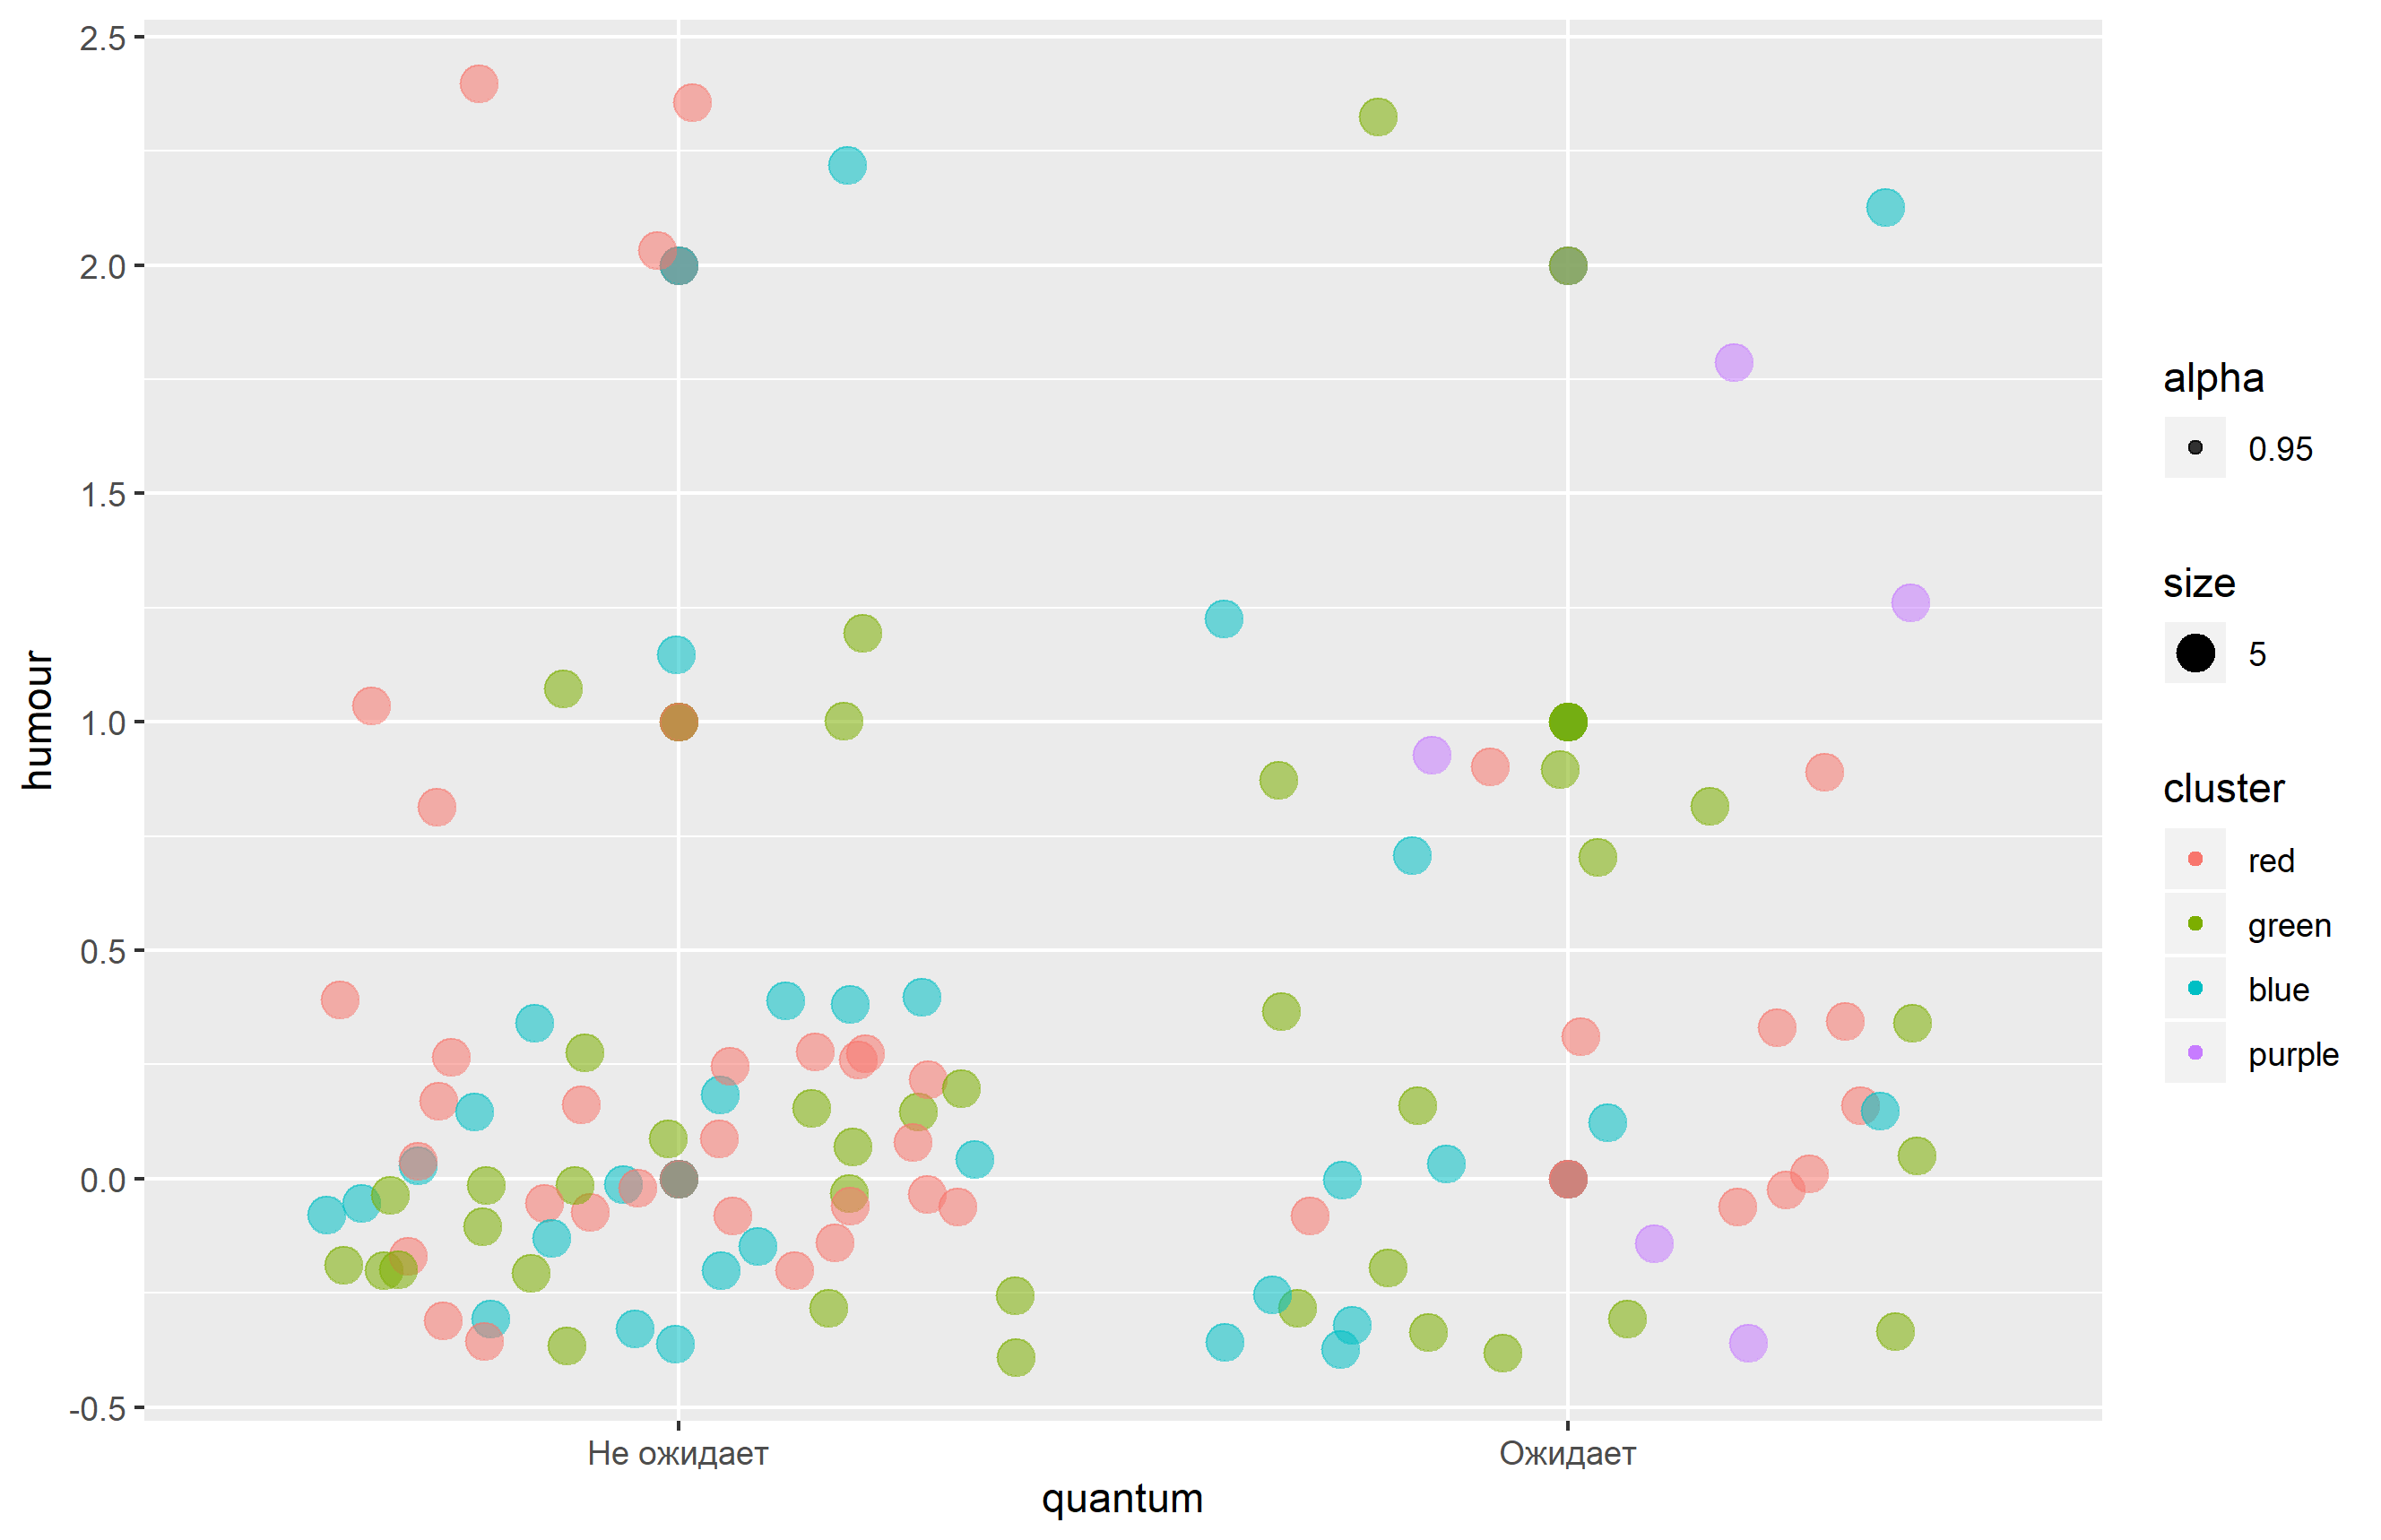 2.5
2.0
1.5
1.0
0.5
0.0
-0.5
humour
Не ожидает
Ожидает
quantum
alpha
0.95
size
5
cluster
red
green
blue
purple